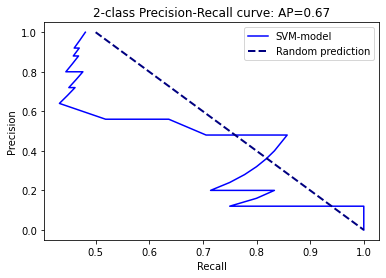 2-class Precision-Recall curve: AP=0.67
SVM-model
Random prediction
1.0
0.8
0.6
0.4
0.2
0.0
Precision
0.5 0.6 0.7 0.8 0.9 1.0
Recall